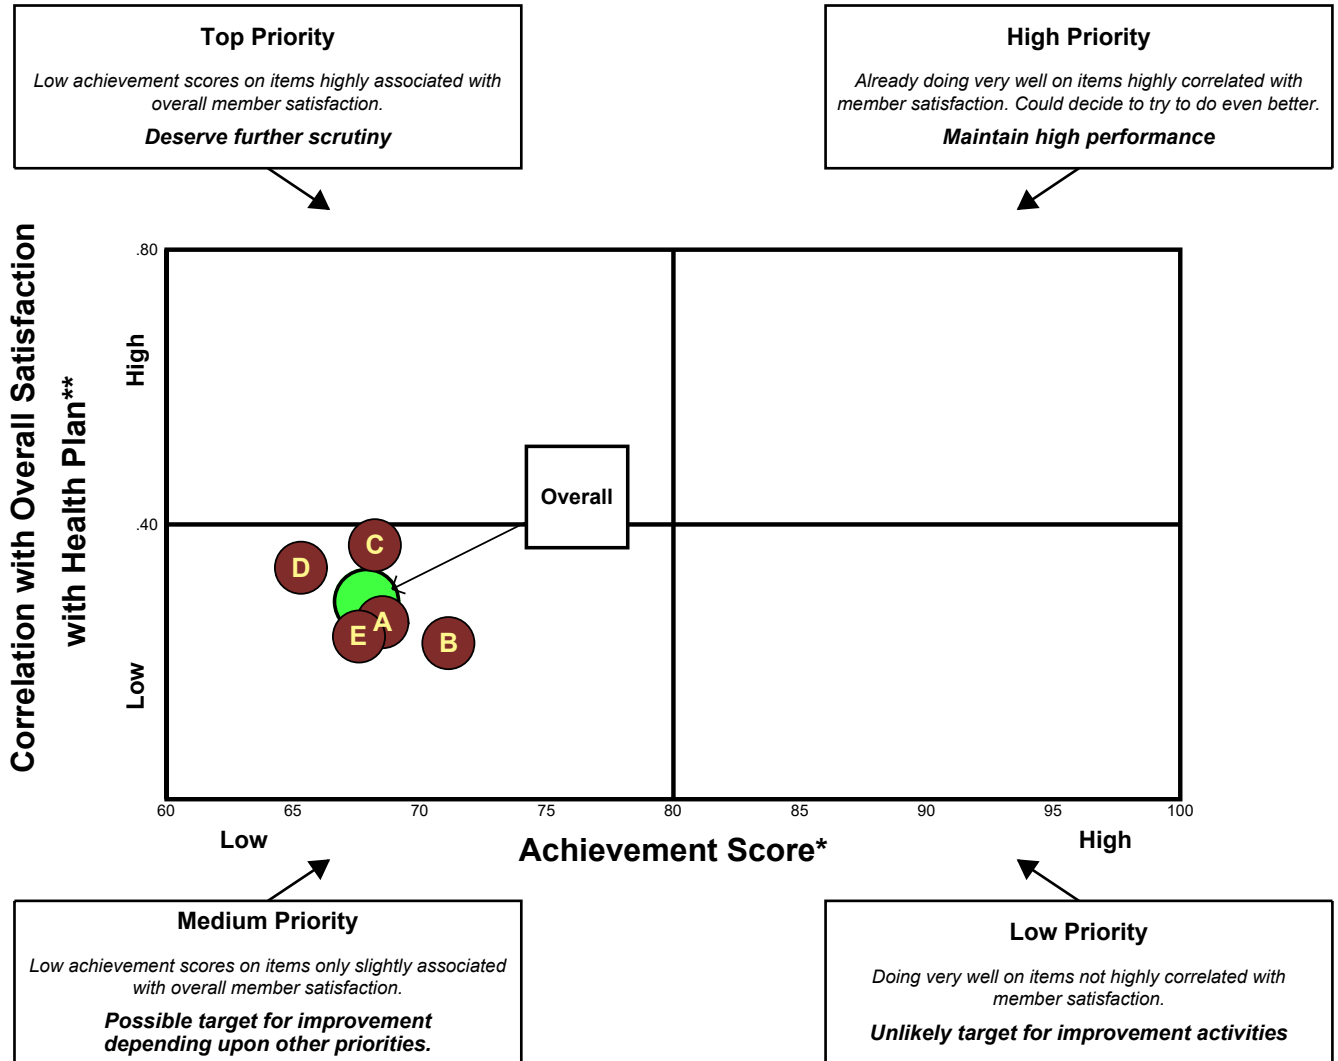 Top Priority
Low achievement scores on items highly associated with
overall member satisfaction.
Deserve further scrutiny
High Priority
Already doing very well on items highly correlated with
member satisfaction. Could decide to try to do even better.
Maintain high performance
Correlation with Overall Satisfaction
with Health Plan**
High
Low
.80
.40
Overall
C
D
A
E
B
60
65
70
75
80
85
90
95
100
Low
Achievement Score*
High
Medium Priority
Low achievement scores on items only slightly associated
with overall member satisfaction.
Possible target for improvement
depending upon other priorities.
Low Priority
Doing very well on items not highly correlated with
member satisfaction.
Unlikely target for improvement activities